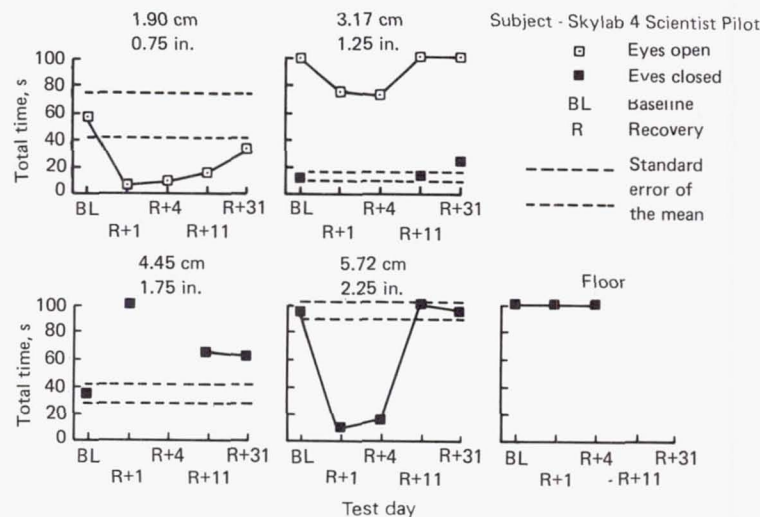 1.90 cm
0.75 in.
3.17 cm
1.25 in.
Subject - Skylab 4 Scientist Pilot
Eyes open
Eves closed
BL Baseline
R Recovery
Standard
error of
the mean
Total time, s
100
80
60
40
20
0
BL R+4 R+31
R+1 R+11
BL R+4 R+31
R+1 R+11
4.45 cm
1.75 in.
5.72 cm
2.25 in.
Floor
Total time, s
100
80
60
40
20
0
BL R+4 R+31
R+1 R+11
BL R+4 R+31
R+1 R+11
BL R+4 R+31
R+1 - R+11
Test day